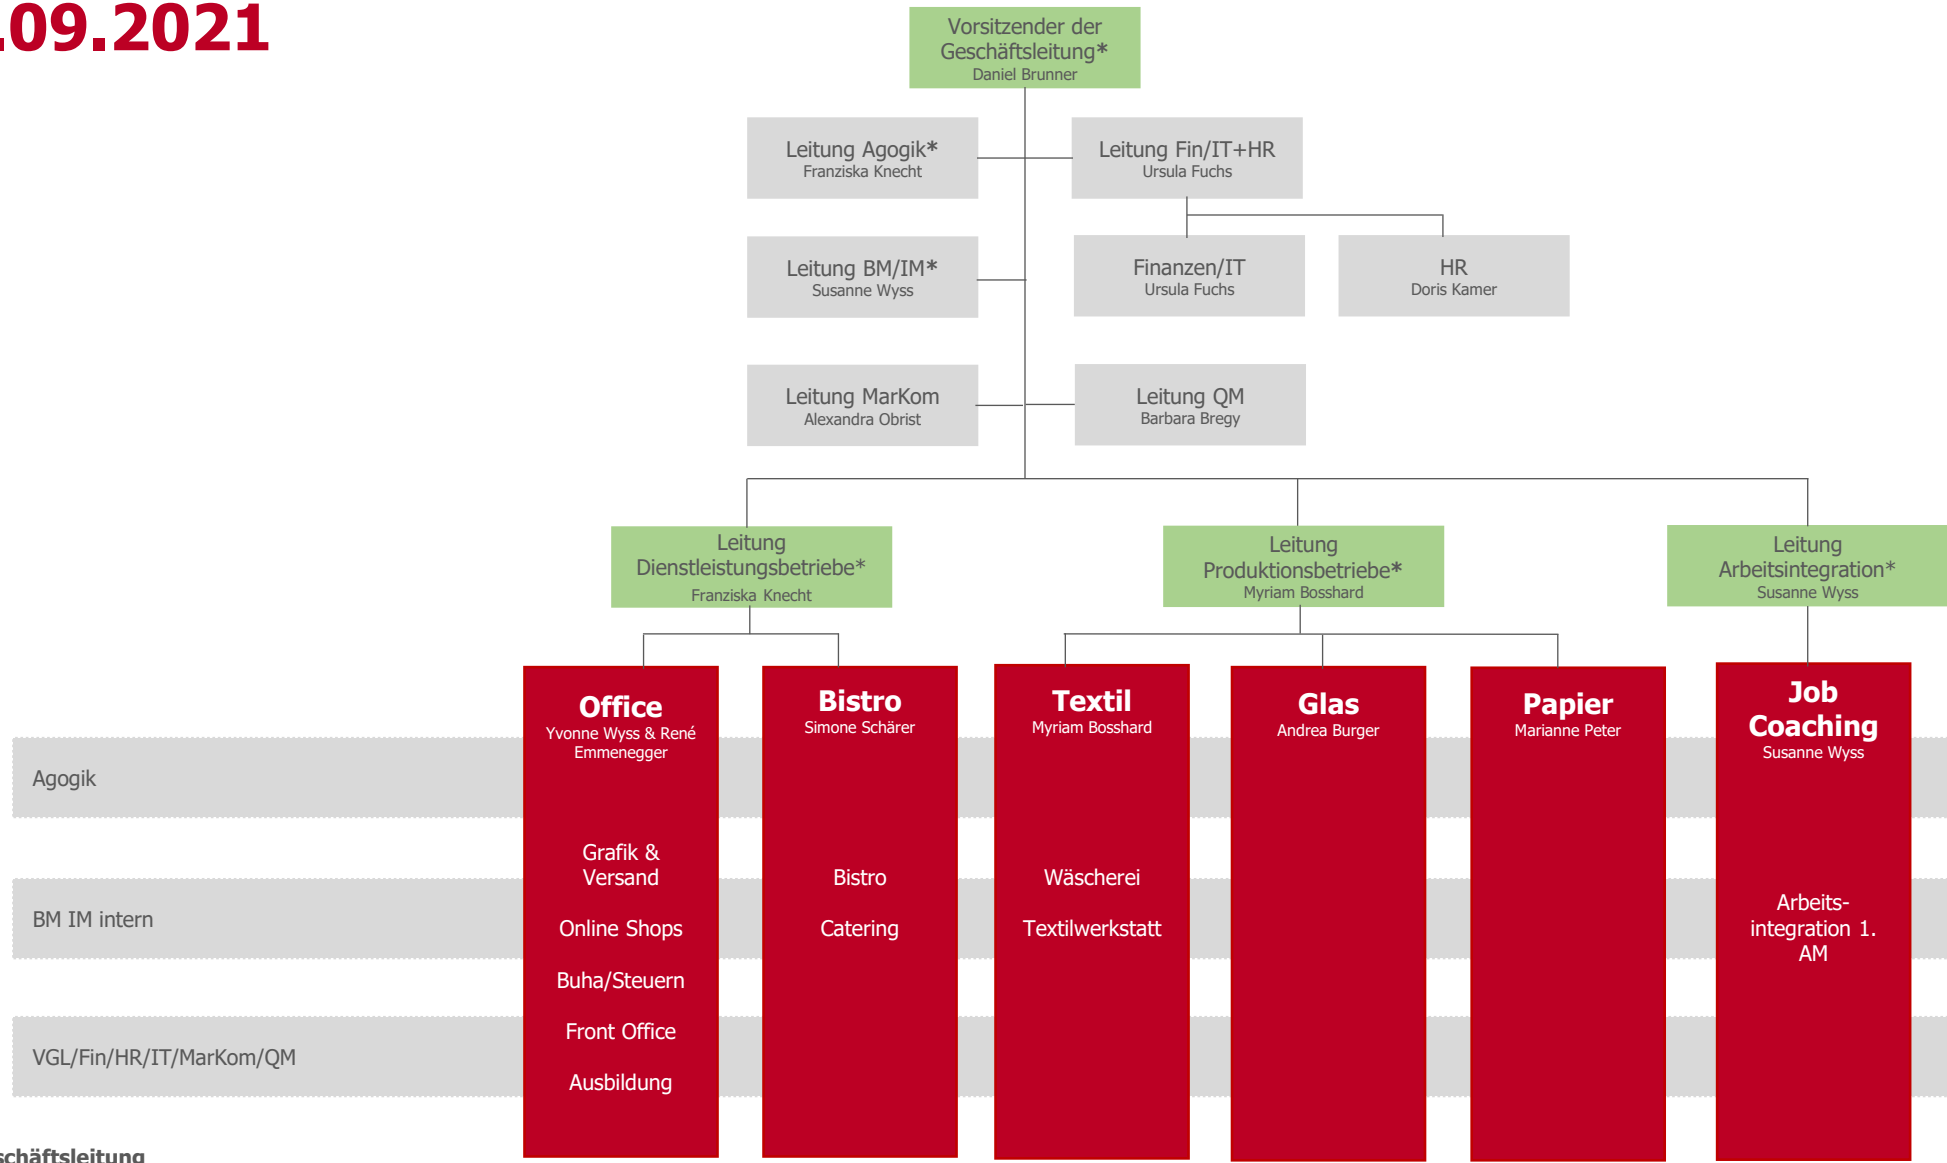 .09.2021
Vorsitzender der
Geschäftsleitung*
Daniel Brunner
Leitung Agogik*
Franziska Knecht
Leitung Fin/IT+HR
Ursula Fuchs
Leitung BM/IM*
Susanne Wyss
Finanzen/IT
Ursula Fuchs
HR
Doris Kamer
Leitung MarKom
Alexandra Obrist
Leitung QM
Barbara Bregy
Leitung
Dienstleistungsbetriebe*
Franziska Knecht
Leitung
Produktionsbetriebe*
Myriam Bosshard
Leitung
Arbeitsintegration*
Susanne Wyss
Office
Yvonne Wyss & René
Emmenegger
Grafik &
Versand
Online Shops
Buha/Steuern
Front Office
Ausbildung
Bistro
Simone Schärer
Bistro
Catering
Textil
Myriam Bosshard
Wäscherei
Textilwerkstatt
Glas
Andrea Burger
Papier
Marianne Peter
Job
Coaching
Susanne Wyss
Arbeits-
integration 1.
AM
Agogik
BM IM intern
VGL/Fin/HR/IT/MarKom/QM
schäftsleitung